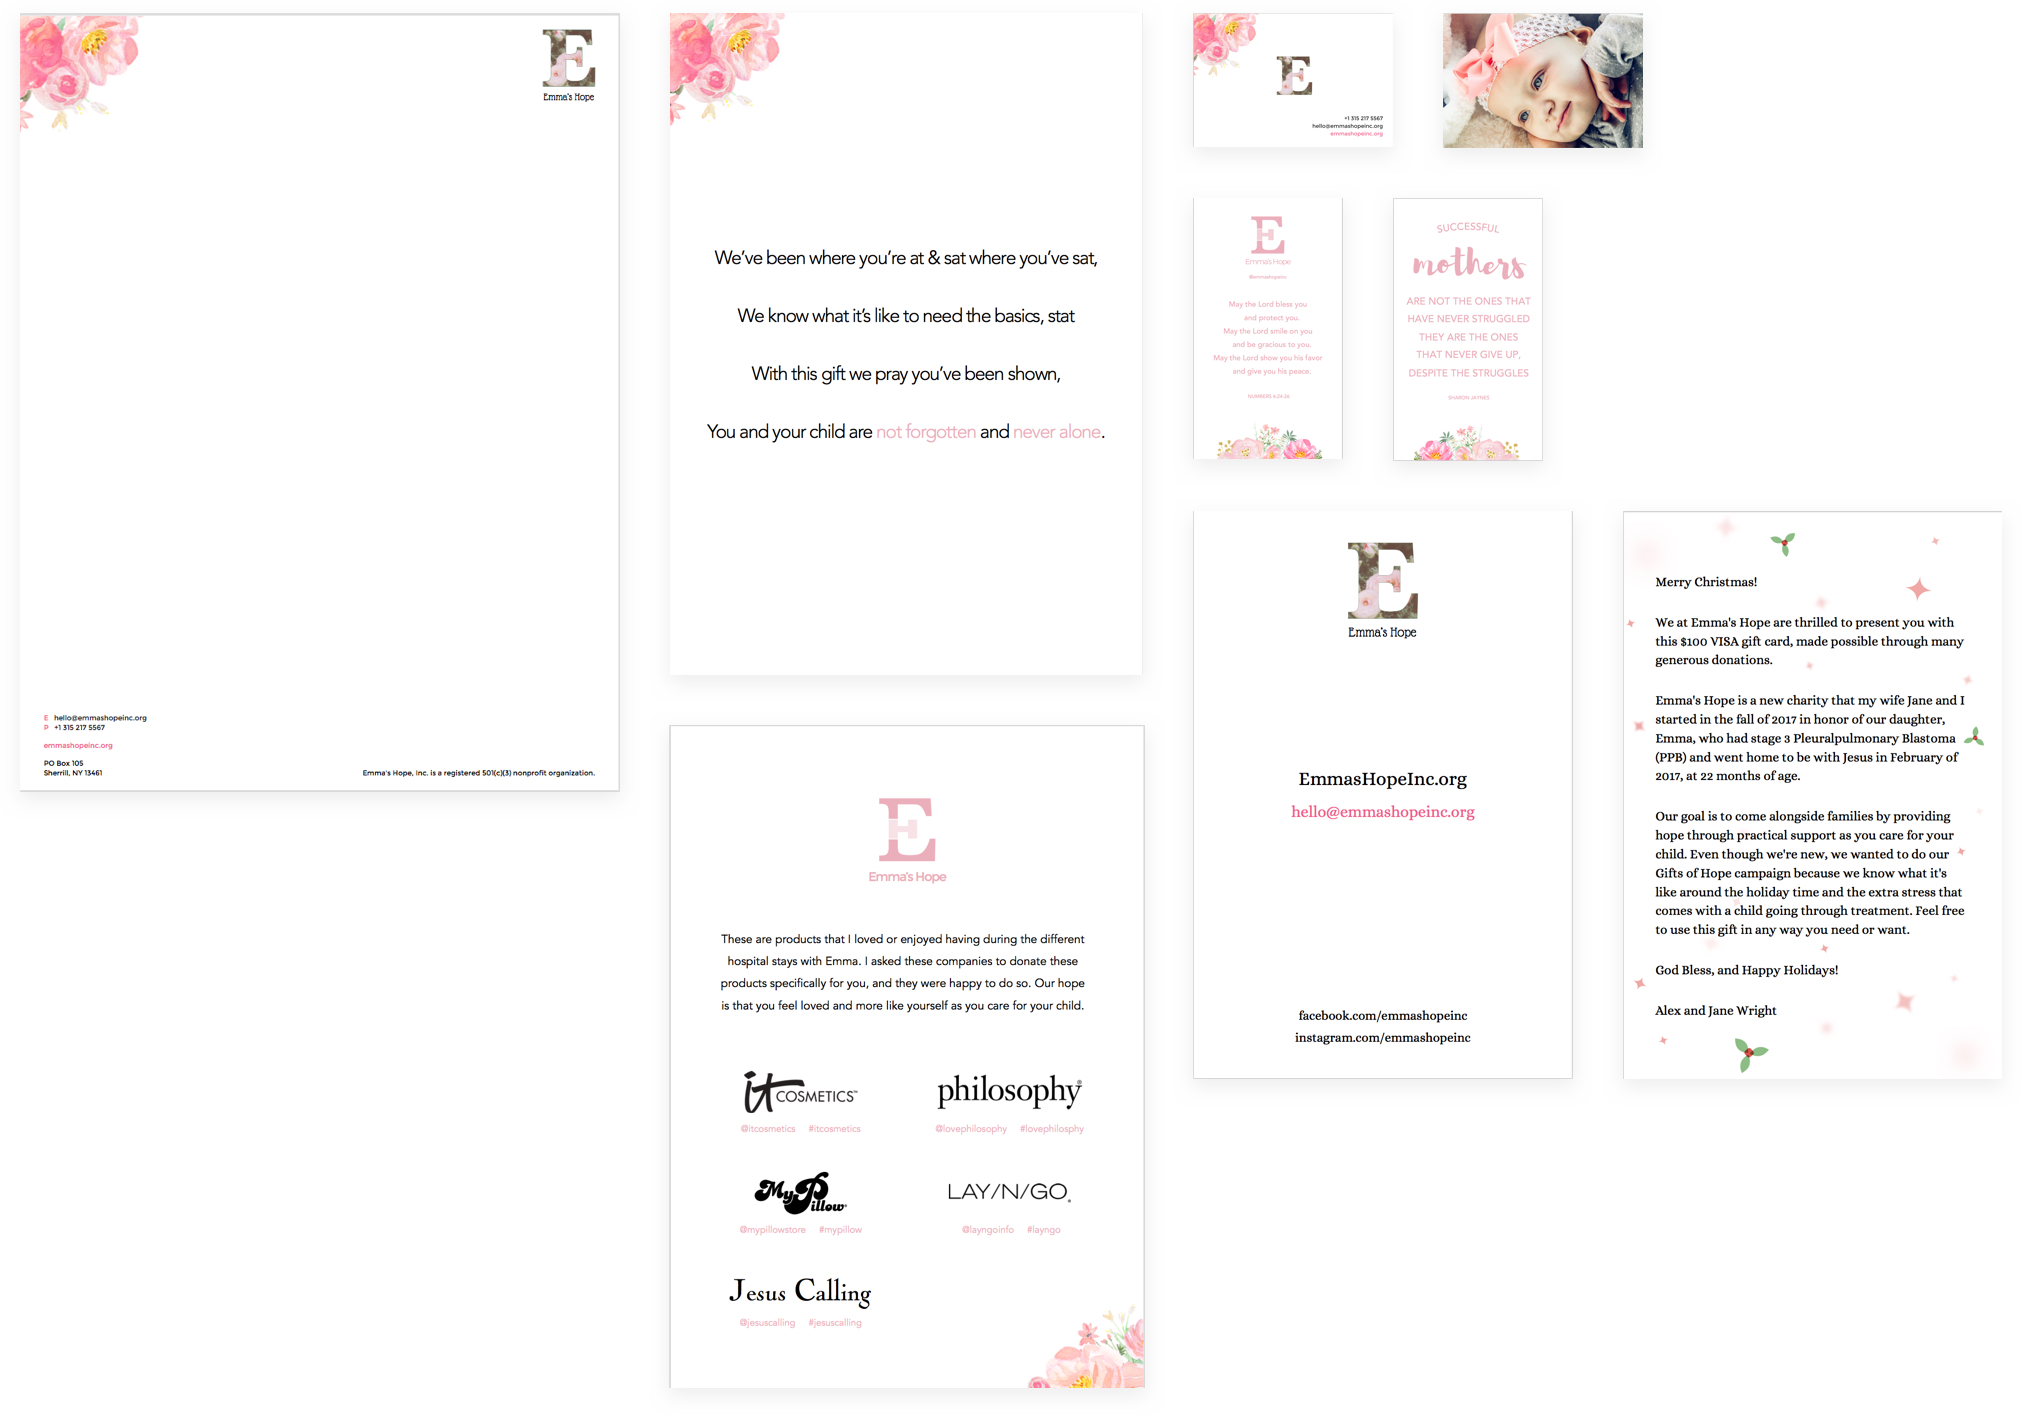 E
Emma's Hope
E hello@emmashopeinc.org
P +1 315 217 5567
emmashopeinc.org
PO Box 105
Sherrill, NY 13461
Emma's Hope, Inc. is a registered 501(c)(3) nonprofit organization.
We've been where you're at & sat where you've sat,
We know what it's like to need the basics, stat
With this gift we pray you've been shown,
You and your child are not forgotten and never alone.
E
+1 315 217 5567
hello@emmashopeinc.org
emmashopeinc.org
E
Emma's Hope
@emmashopeinc
May the Lord bless you
and protect you.
May the Lord smile on you
and be gracious to you.
May the Lord show you his favor
and give you his peace.
NUMBERS 6:24-26
SUCCESSFUL
mothers
ARE NOT THE ONES THAT
HAVE NEVER STRUGGLED
THEY ARE THE ONES
THAT NEVER GIVE UP,
DESPITE THE STRUGGLES
SHARON JAYNES
E
Emma's Hope
These are products that I loved or enjoyed having during the different
hospital stays with Emma. I asked these companies to donate these
products specifically for you, and they were happy to do so. Our hope
is that you feel loved and more like yourself as you care for your child.
it COSMETICS™
@itcosmetics #itcosmetics
philosophy®
@lovephilosophy #lovephilosphy
MyPillow®
@mypillowstore #mypillow
LAY/N/GO®
@layngoinfo #layngo
Jesus Calling
@jesuscalling #jesuscalling
E
Emma's Hope
EmmasHopeInc.org
hello@emmashopeinc.org
facebook.com/emmashopeinc
instagram.com/emmashopeinc
Merry Christmas!
We at Emma's Hope are thrilled to present you with
this $100 VISA gift card, made possible through many
generous donations.
Emma's Hope is a new charity that my wife Jane and I
started in the fall of 2017 in honor of our daughter,
Emma, who had stage 3 Pleuralpulmonary Blastoma
(PPB) and went home to be with Jesus in February of
2017, at 22 months of age.
Our goal is to come alongside families by providing
hope through practical support as you care for your
child. Even though we're new, we wanted to do our
Gifts of Hope campaign because we know what it's
like around the holiday time and the extra stress that
comes with a child going through treatment. Feel free
to use this gift in any way you need or want.
God Bless, and Happy Holidays!
Alex and Jane Wright